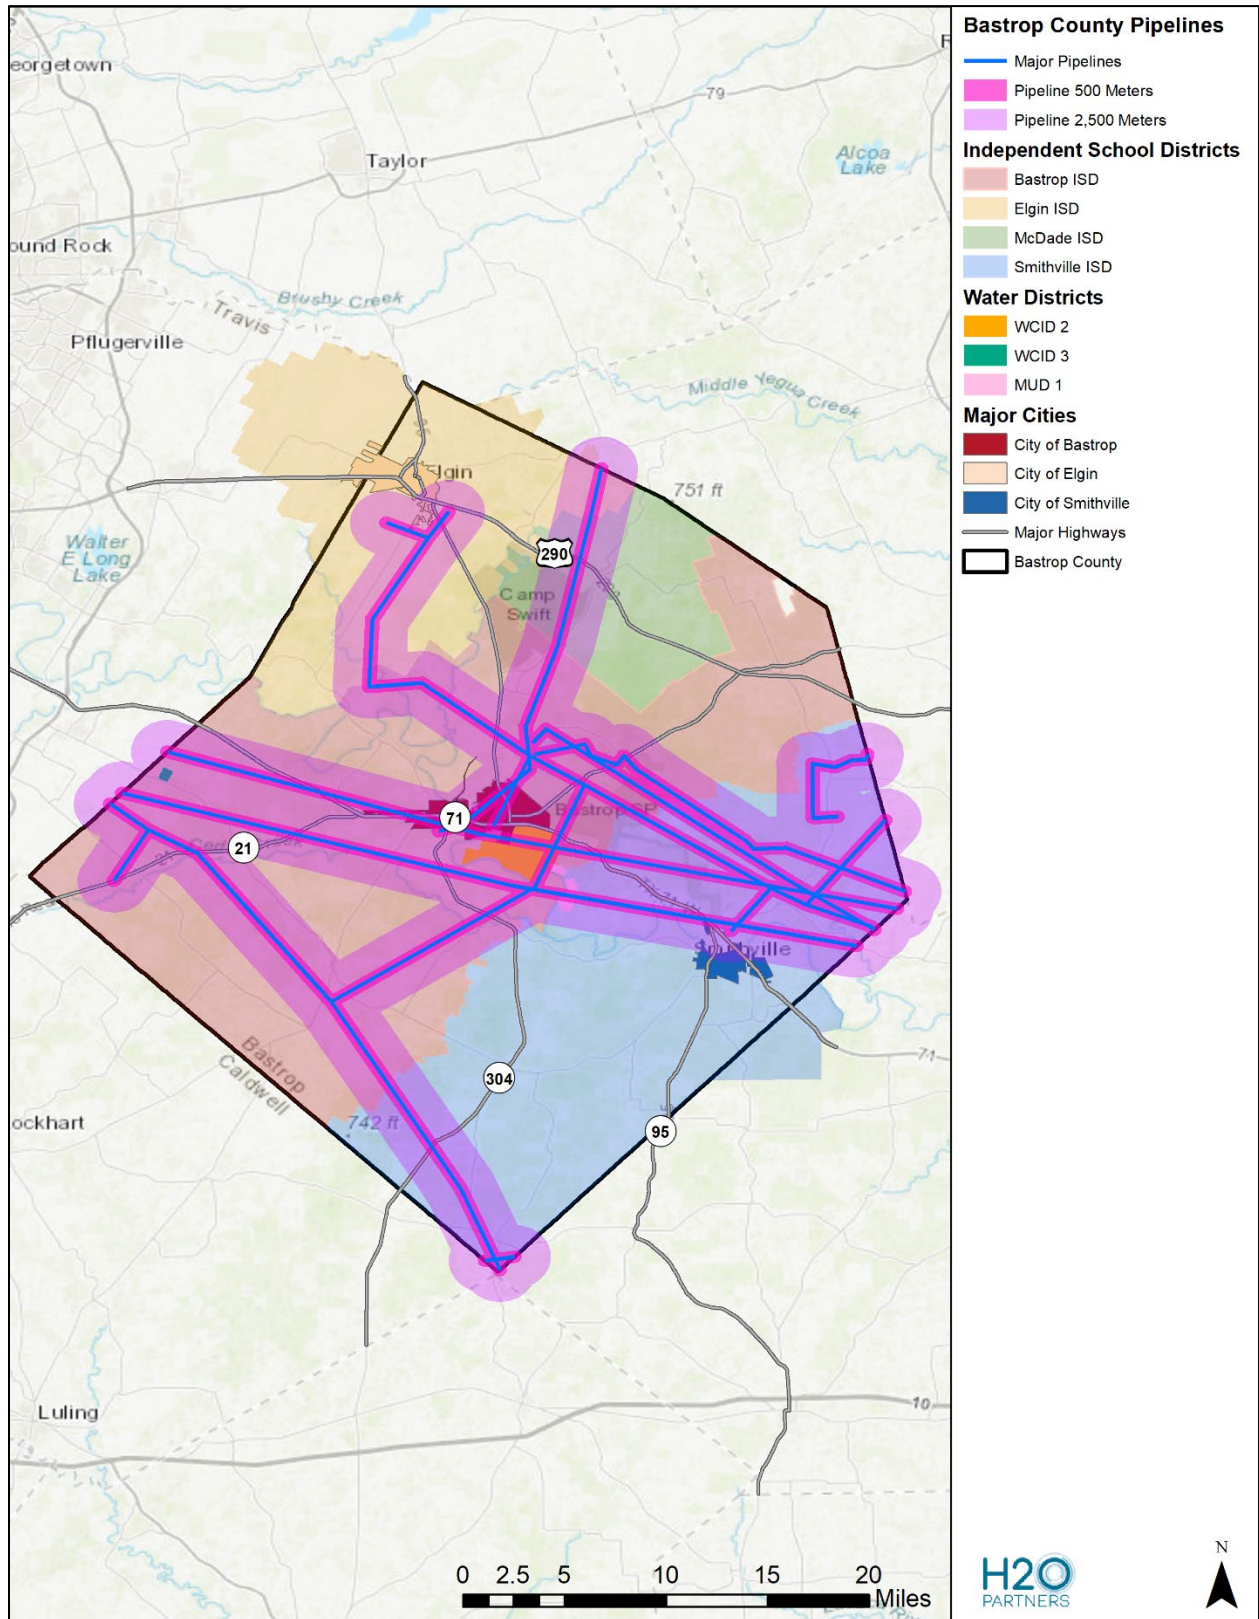 eorgetown
79
Taylor
Alcoa
Lake
ound Rock
Brushy Creek
Travis
Pflugerville
Middle Yegua Creek
95
Elgin
751 ft
Walter
E Long
Lake
290
Camp
Swift
Bastrop SP
71
21
Smithville
71
Bastrop
Caldwell
304
742 ft
ockhart
95
10
Luling
0 2.5 5 10 15 20
Miles
Bastrop County Pipelines
Major Pipelines
Pipeline 500 Meters
Pipeline 2,500 Meters
Independent School Districts
Bastrop ISD
Elgin ISD
McDade ISD
Smithville ISD
Water Districts
WCID 2
WCID 3
MUD 1
Major Cities
City of Bastrop
City of Elgin
City of Smithville
Major Highways
Bastrop County
H2O
PARTNERS
N